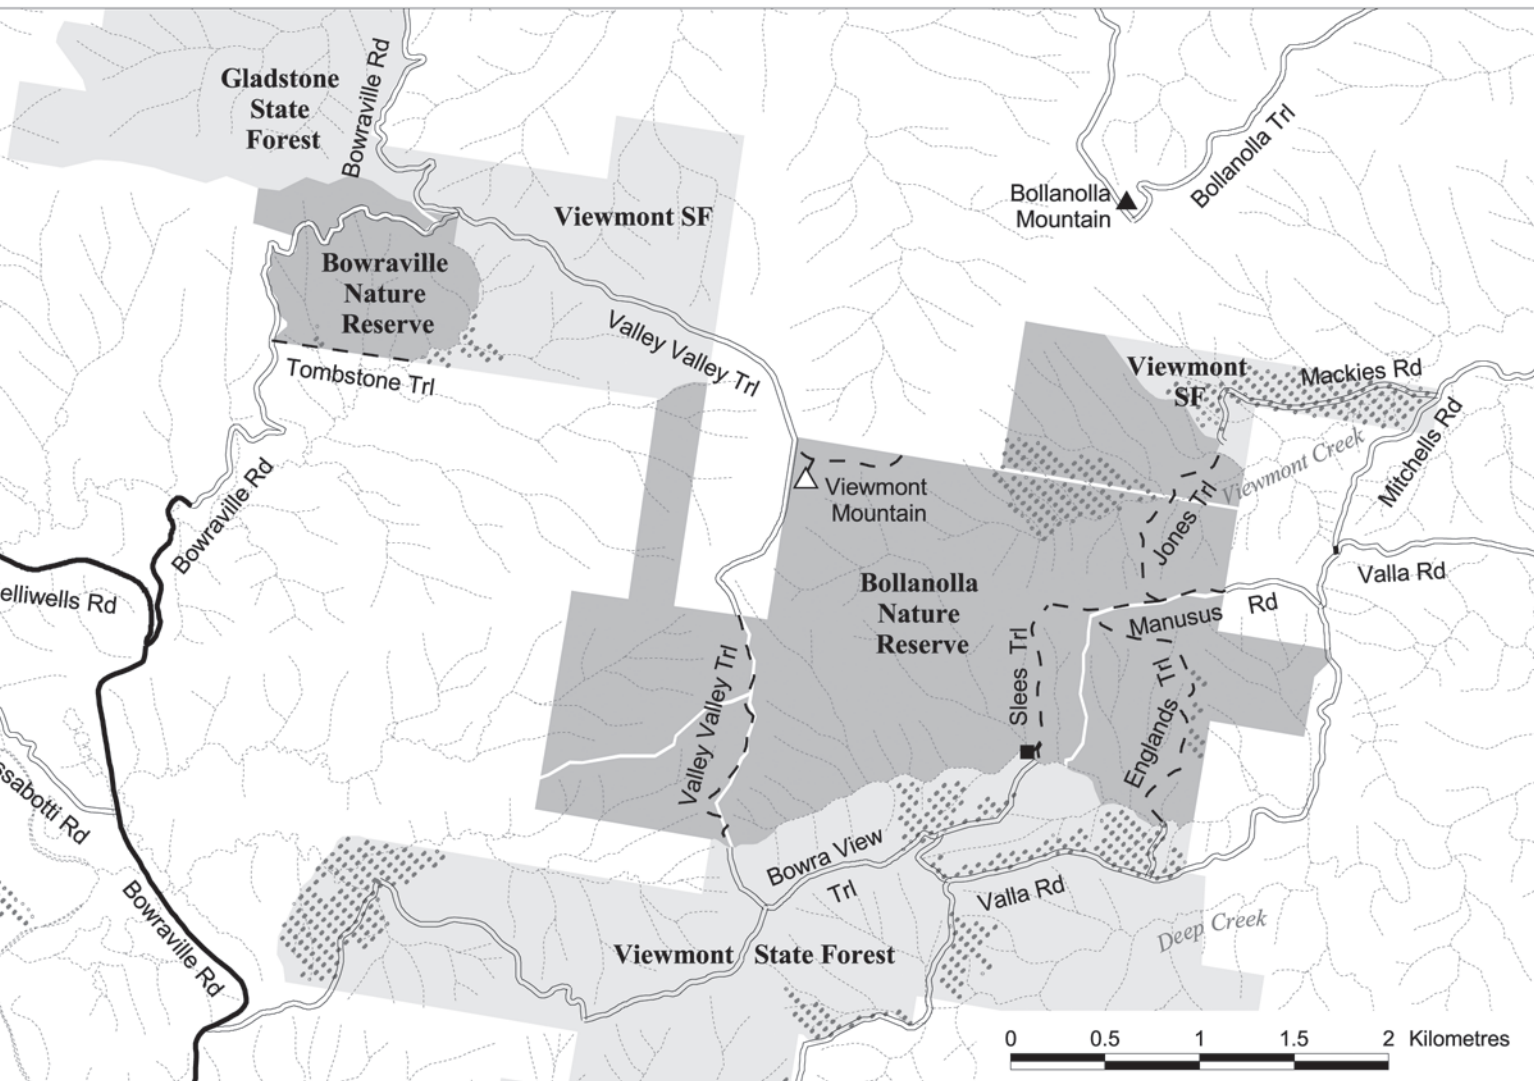 Gladstone
State
Forest
Bowraville Rd
Viewmont SF
Bollanolla
Mountain
Bollanolla Trl
Bowraville
Nature
Reserve
Valley Valley Trl
Tombstone Trl
Viewmont
SF
Mackies Rd
Viewmont Creek
Mitchells Rd
Bowraville Rd
Viewmont
Mountain
Jones Trl
Valla Rd
elliwells Rd
Bollanolla
Nature
Reserve
Manusus Rd
Slees Trl
Valley Valley Trl
Englands Trl
ssabotti Rd
Bowra View
Trl
Valla Rd
Bowraville Rd
Deep Creek
Viewmont State Forest
0 0.5 1 1.5 2 Kilometres